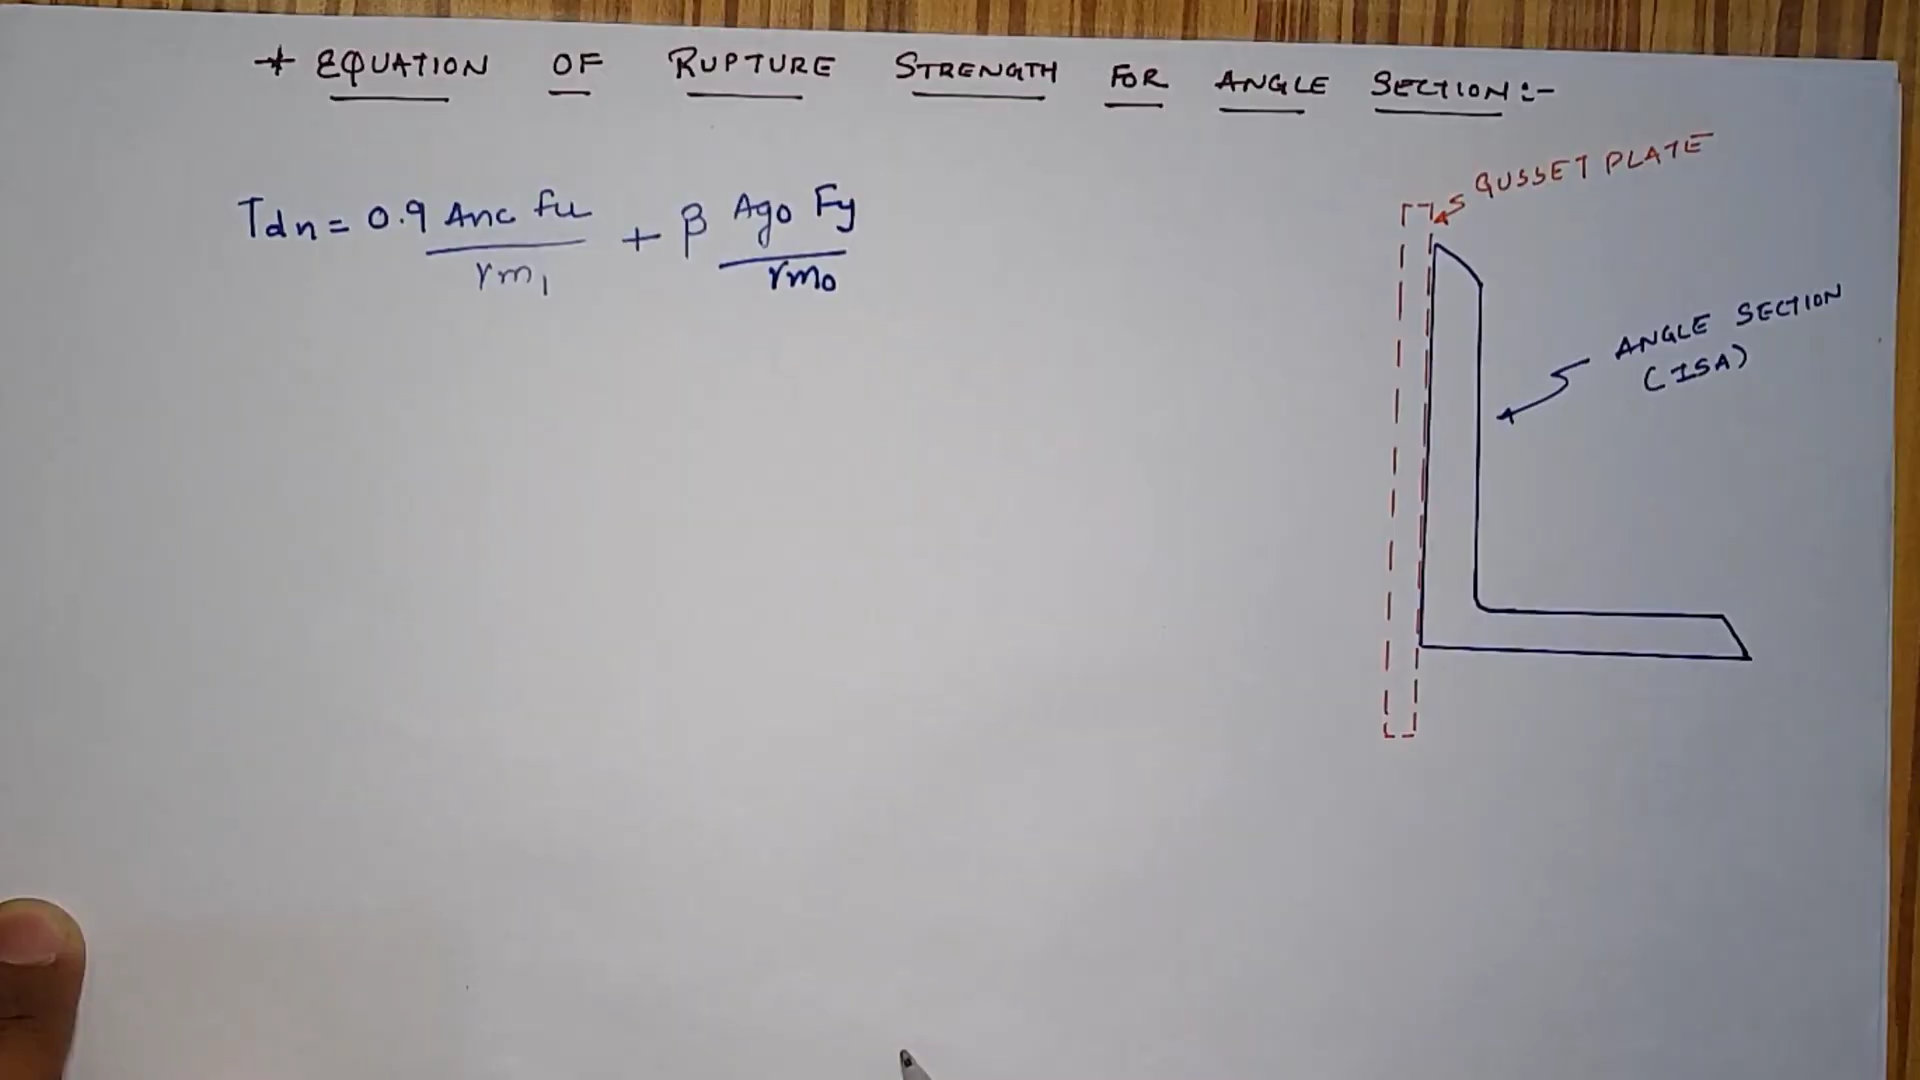 * EQUATION OF RUPTURE STRENGTH FOR ANGLE SECTION :-
Tdn = 0.9 Anc fu / γm1 + β Ago Fy / γm0
GUSSET PLATE
ANGLE SECTION
(ISA)